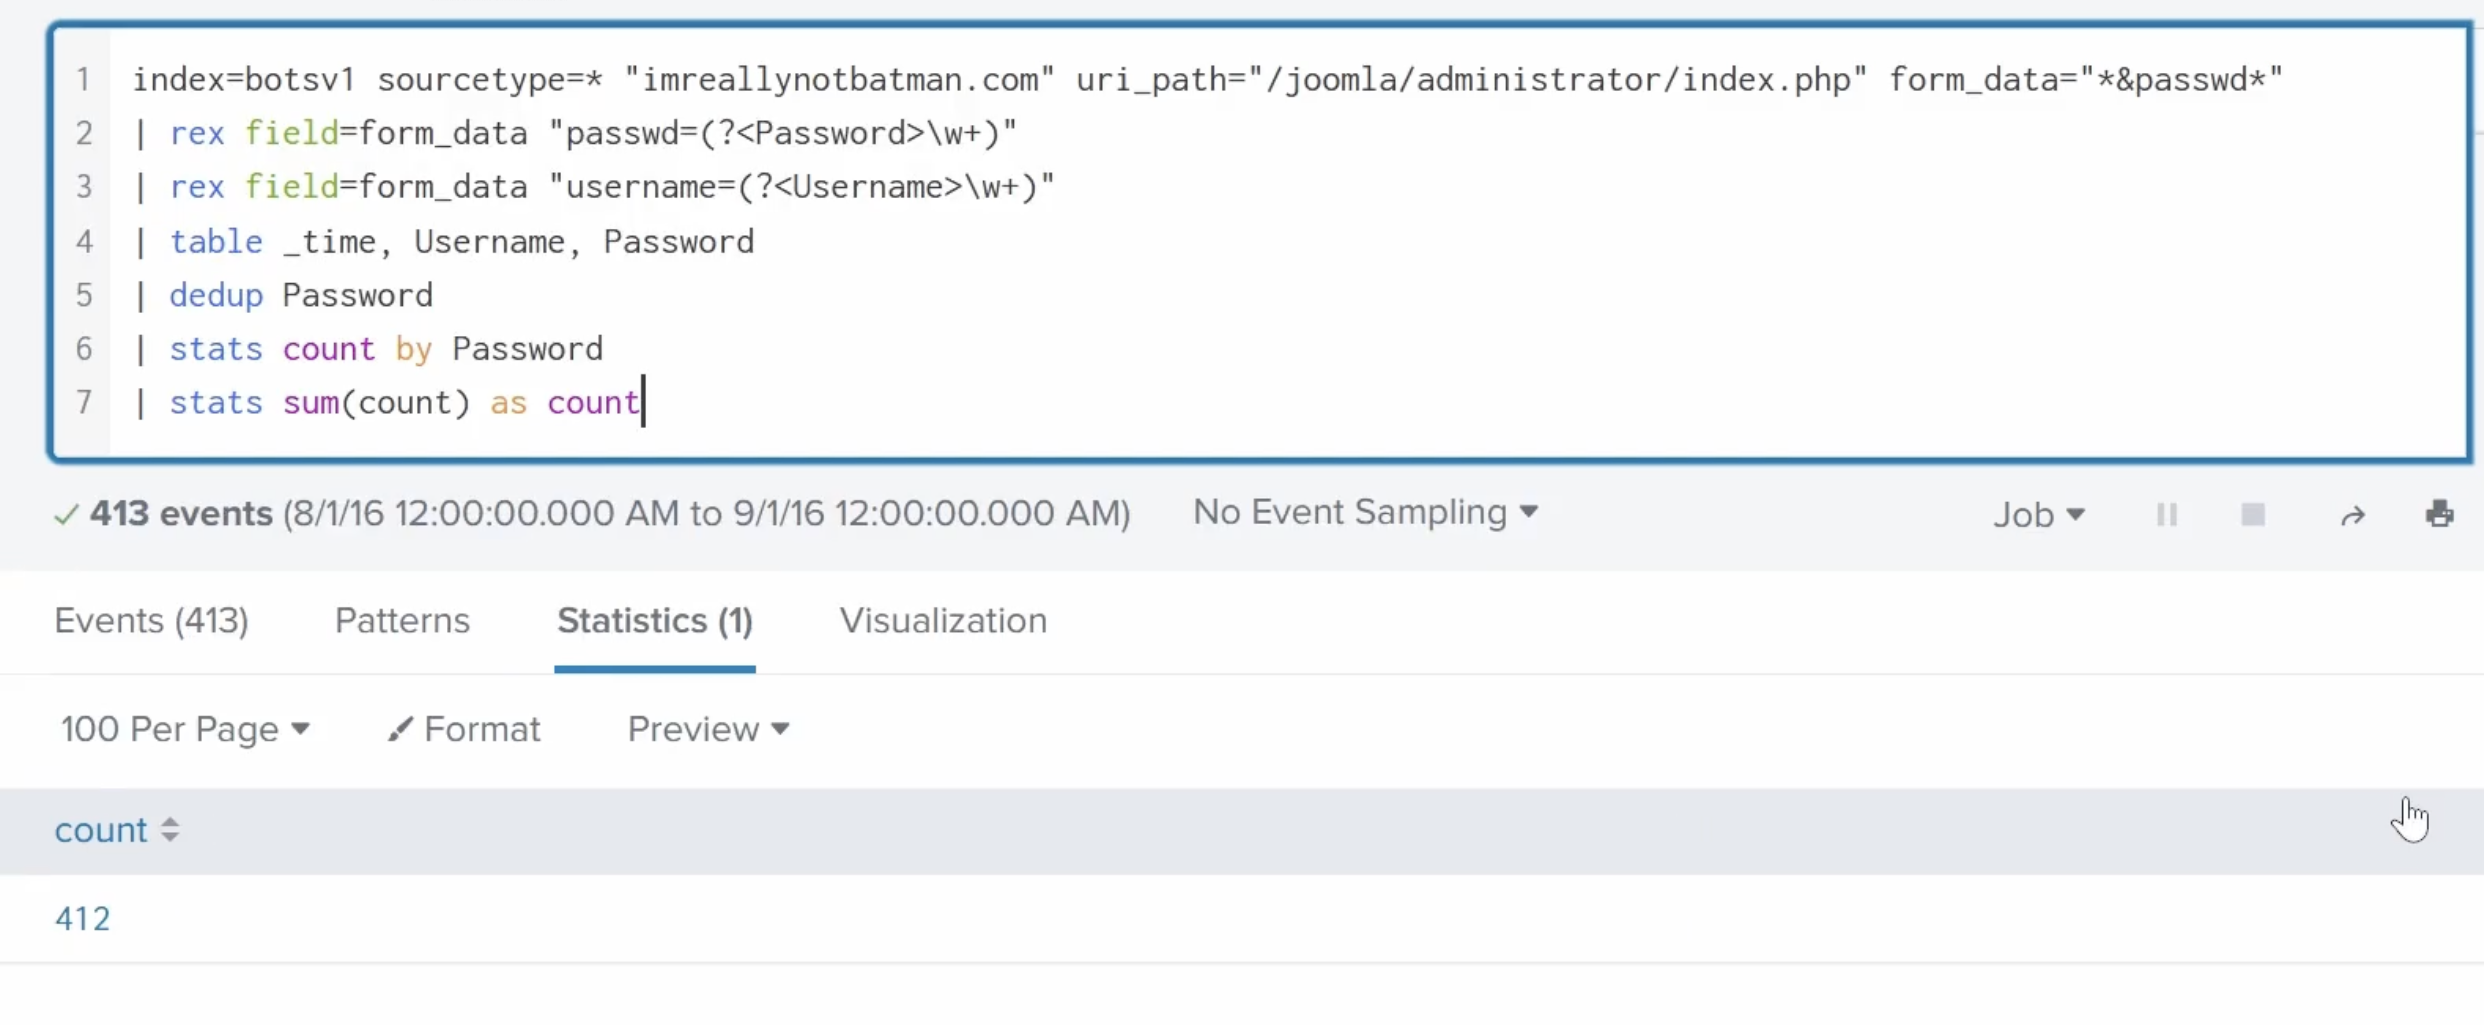 1 index=botsv1 sourcetype=* "imreallynotbatman.com" uri_path="/joomla/administrator/index.php" form_data="*&passwd*"
2 | rex field=form_data "passwd=(?<Password>\w+)"
3 | rex field=form_data "username=(?<Username>\w+)"
4 | table _time, Username, Password
5 | dedup Password
6 | stats count by Password
7 | stats sum(count) as count
413 events (8/1/16 12:00:00.000 AM to 9/1/16 12:00:00.000 AM) No Event Sampling Job
Events (413) Patterns Statistics (1) Visualization
100 Per Page Format Preview
count
412